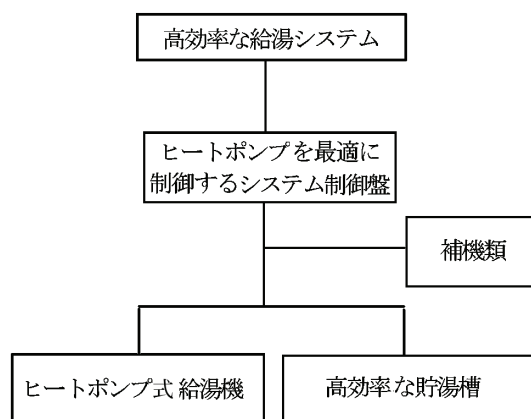 高効率な給湯システム
ヒートポンプを最適に
制御するシステム制御盤
補機類
ヒートポンプ式給湯機
高効率な貯湯槽